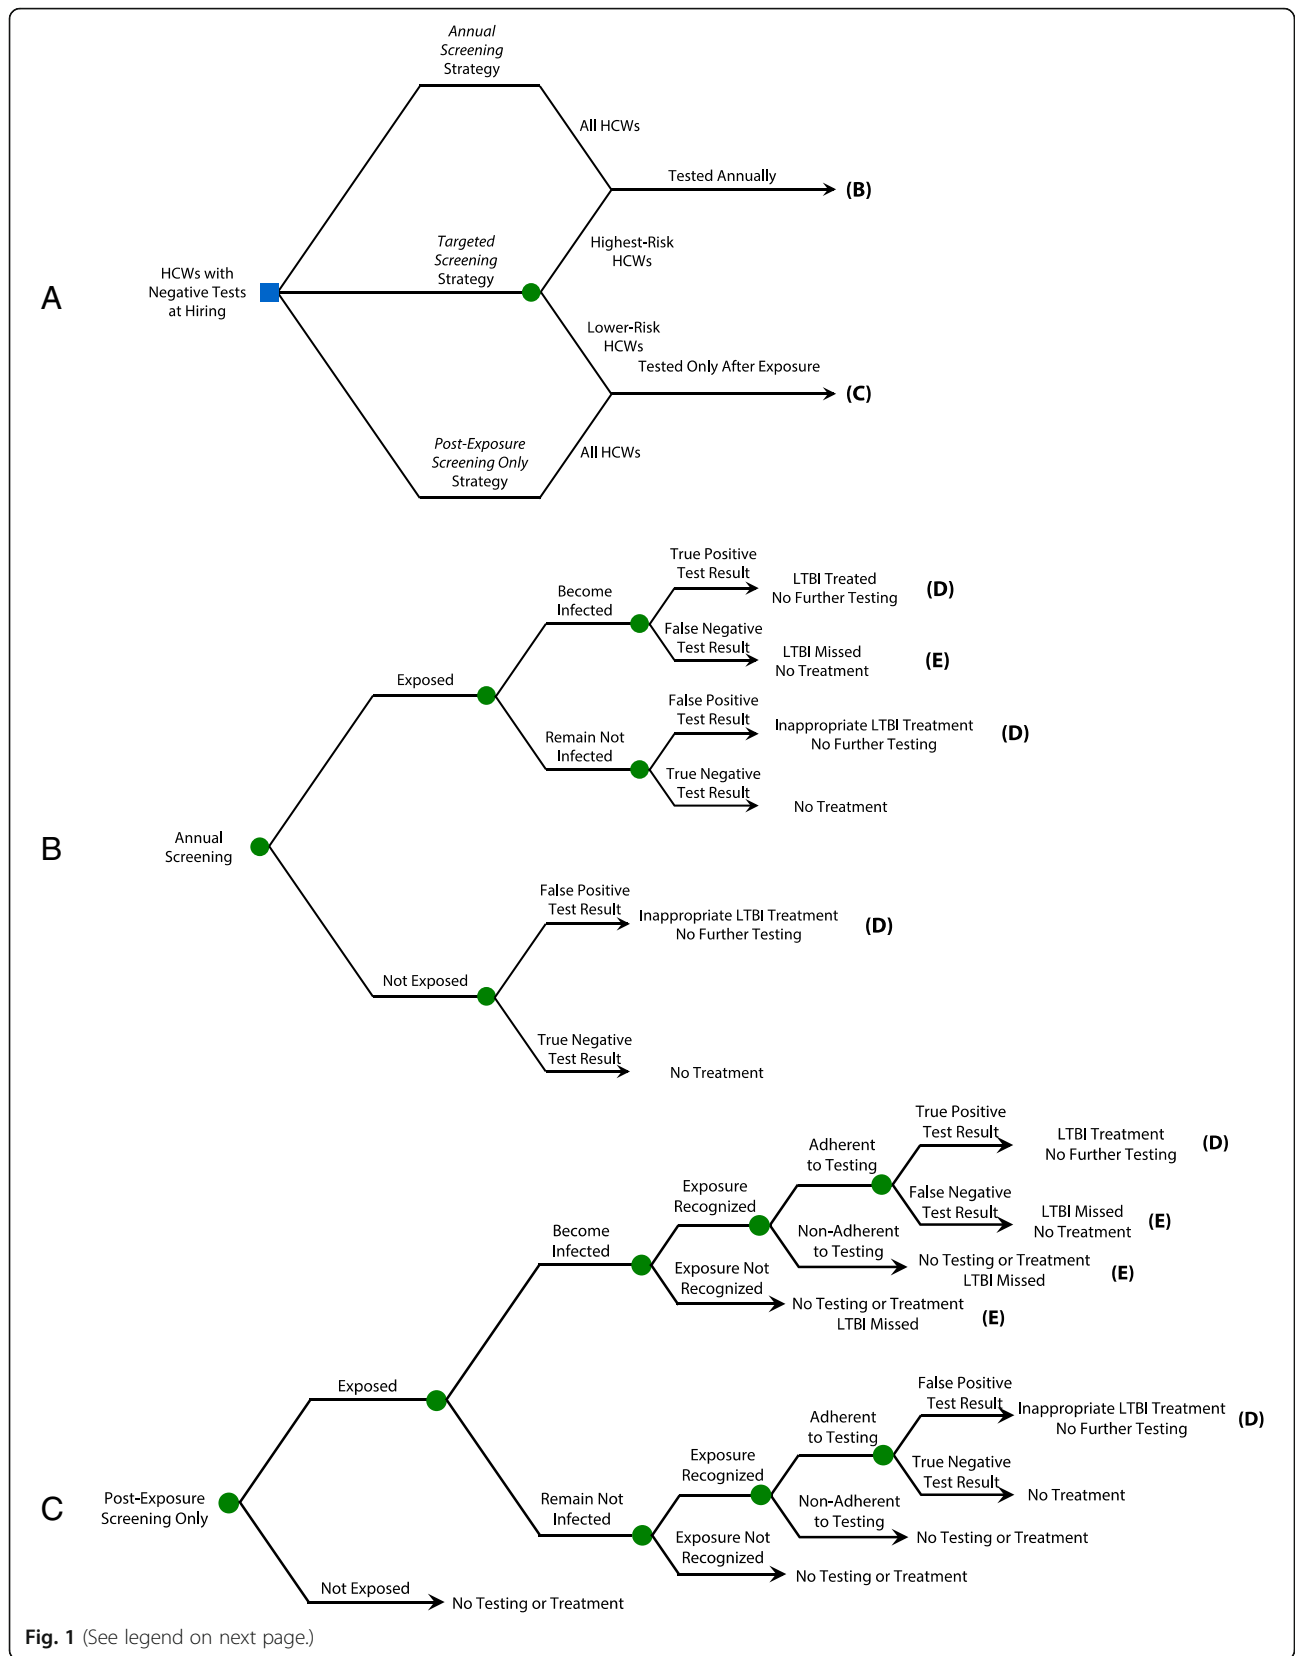 Annual
Screening
Strategy
All HCWs
Tested Annually
(B)
Targeted
Screening
Strategy
Highest-Risk
HCWs
HCWs with
Negative Tests
at Hiring
A
Lower-Risk
HCWs
Tested Only After Exposure
(C)
Post-Exposure
Screening Only
Strategy
All HCWs
True Positive
Test Result
LTBI Treated
No Further Testing
(D)
Become
Infected
False Negative
Test Result
LTBI Missed
No Treatment
(E)
Exposed
False Positive
Test Result
Inappropriate LTBI Treatment
No Further Testing
(D)
Remain Not
Infected
True Negative
Test Result
No Treatment
B
Annual
Screening
False Positive
Test Result
Inappropriate LTBI Treatment
No Further Testing
(D)
Not Exposed
True Negative
Test Result
No Treatment
True Positive
Test Result
LTBI Treatment
No Further Testing
(D)
Adherent
to Testing
Exposure
Recognized
False Negative
Test Result
LTBI Missed
No Treatment
(E)
Become
Infected
Non-Adherent
to Testing
No Testing or Treatment
LTBI Missed
(E)
Exposure Not
Recognized
No Testing or Treatment
LTBI Missed
(E)
Exposed
False Positive
Test Result
Inappropriate LTBI Treatment
No Further Testing
(D)
Adherent
to Testing
Exposure
Recognized
True Negative
Test Result
No Treatment
C
Post-Exposure
Screening Only
Remain Not
Infected
Non-Adherent
to Testing
No Testing or Treatment
Exposure Not
Recognized
No Testing or Treatment
Not Exposed
No Testing or Treatment
Fig. 1 (See legend on next page.)